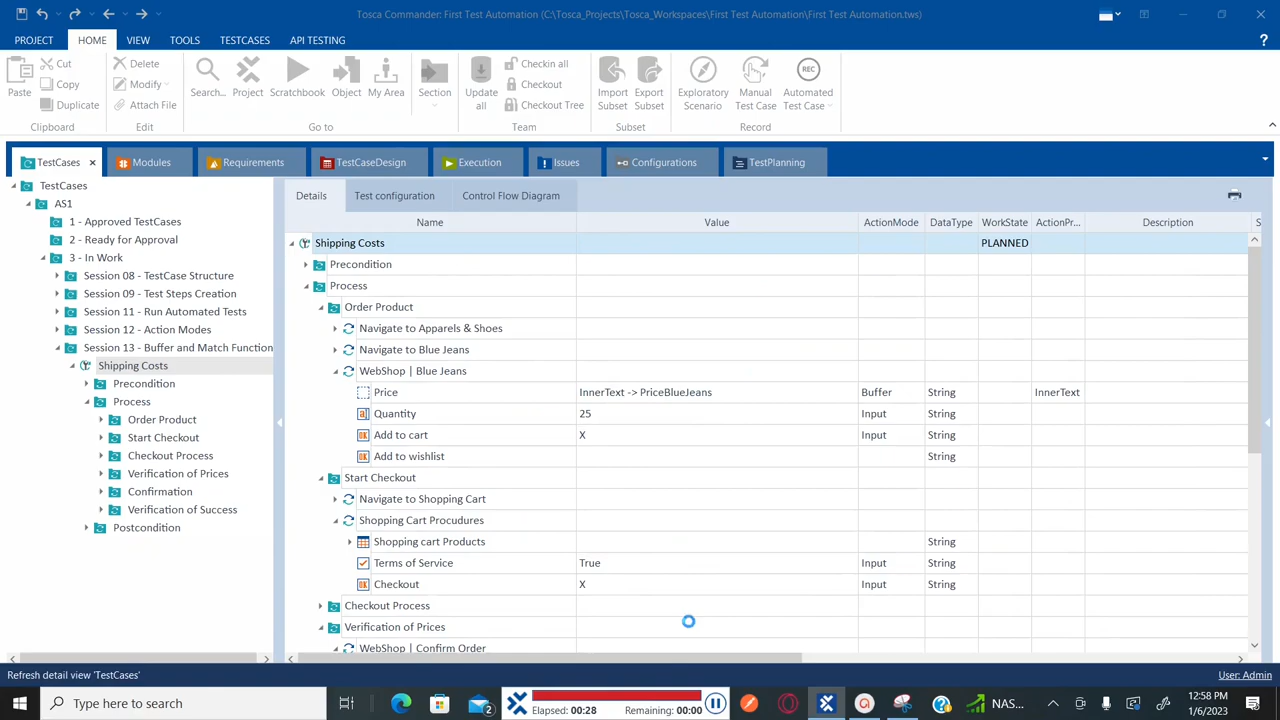 Tosca Commander: First Test Automation (C:\Tosca_Projects\Tosca_Workspaces\First Test Automation\First Test Automation.tws)
PROJECT HOME VIEW TOOLS TESTCASES API TESTING ?
Paste Cut Copy Duplicate Delete Modify Attach File Search... Project Scratchbook Object My Area Section Update all Checkin all Checkout Checkout Tree Import Subset Export Subset Exploratory Scenario REC Manual Test Case Automated Test Case
Clipboard Edit Go to Team Subset Record
TestCases Modules Requirements TestCaseDesign Execution Issues Configurations TestPlanning
TestCases
AS1
1 - Approved TestCases
2 - Ready for Approval
3 - In Work
Session 08 - TestCase Structure
Session 09 - Test Steps Creation
Session 11 - Run Automated Tests
Session 12 - Action Modes
Session 13 - Buffer and Match Function
Shipping Costs
Precondition
Process
Order Product
Start Checkout
Checkout Process
Verification of Prices
Confirmation
Verification of Success
Postcondition
Details Test configuration Control Flow Diagram
Name Value ActionMode DataType WorkState ActionPr... Description S
Shipping Costs PLANNED
Precondition
Process
Order Product
Navigate to Apparels & Shoes
Navigate to Blue Jeans
WebShop | Blue Jeans
Price InnerText -> PriceBlueJeans Buffer String InnerText
Quantity 25 Input String
Add to cart X Input String
Add to wishlist String
Start Checkout
Navigate to Shopping Cart
Shopping Cart Procudures
Shopping cart Products String
Terms of Service True Input String
Checkout X Input String
Checkout Process
Verification of Prices
WebShop | Confirm Order
Refresh detail view 'TestCases' User: Admin
Type here to search 2 Elapsed: 00:28 Remaining: 00:00 NAS... 12:58 PM
1/6/2023